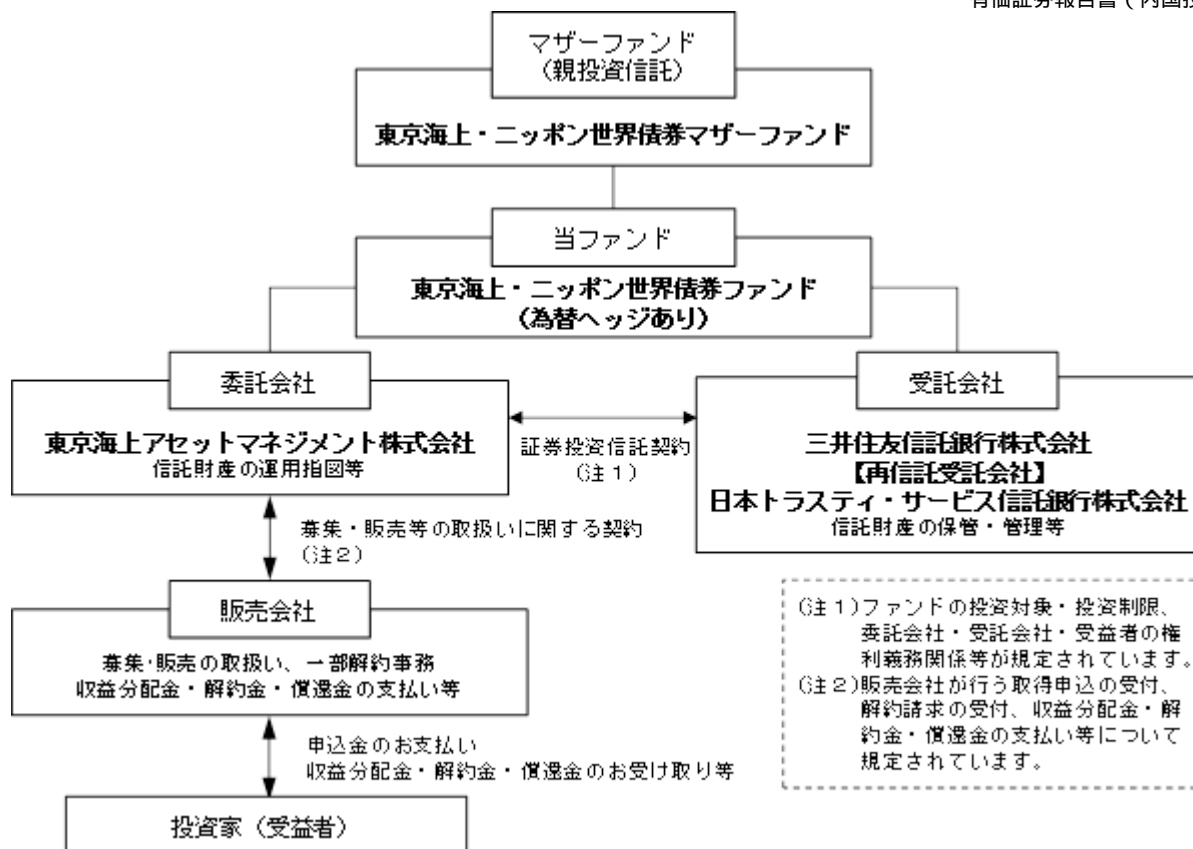 有価証券報告書(内国投
マザーファンド
(親投資信託)
東京海上・ニッポン世界債券マザーファンド
当ファンド
東京海上・ニッポン世界債券ファンド
(為替ヘッジあり)
委託会社
東京海上アセットマネジメント株式会社
信託財産の運用指図等
証券投資信託契約
(注1)
受託会社
三井住友信託銀行株式会社
【再信託受託会社】
日本トラスティ・サービス信託銀行株式会社
信託財産の保管・管理等
募集・販売等の取扱いに関する契約
(注2)
販売会社
募集・販売の取扱い、一部解約事務
収益分配金・解約金・償還金の支払い等
申込金のお支払い
収益分配金・解約金・償還金のお受け取り等
投資家(受益者)
(注1)ファンドの投資対象・投資制限、
委託会社・受託会社・受益者の権
利義務関係等が規定されています。
(注2)販売会社が行う取得申込の受付、
解約請求の受付、収益分配金・解
約金・償還金の支払い等について
規定されています。